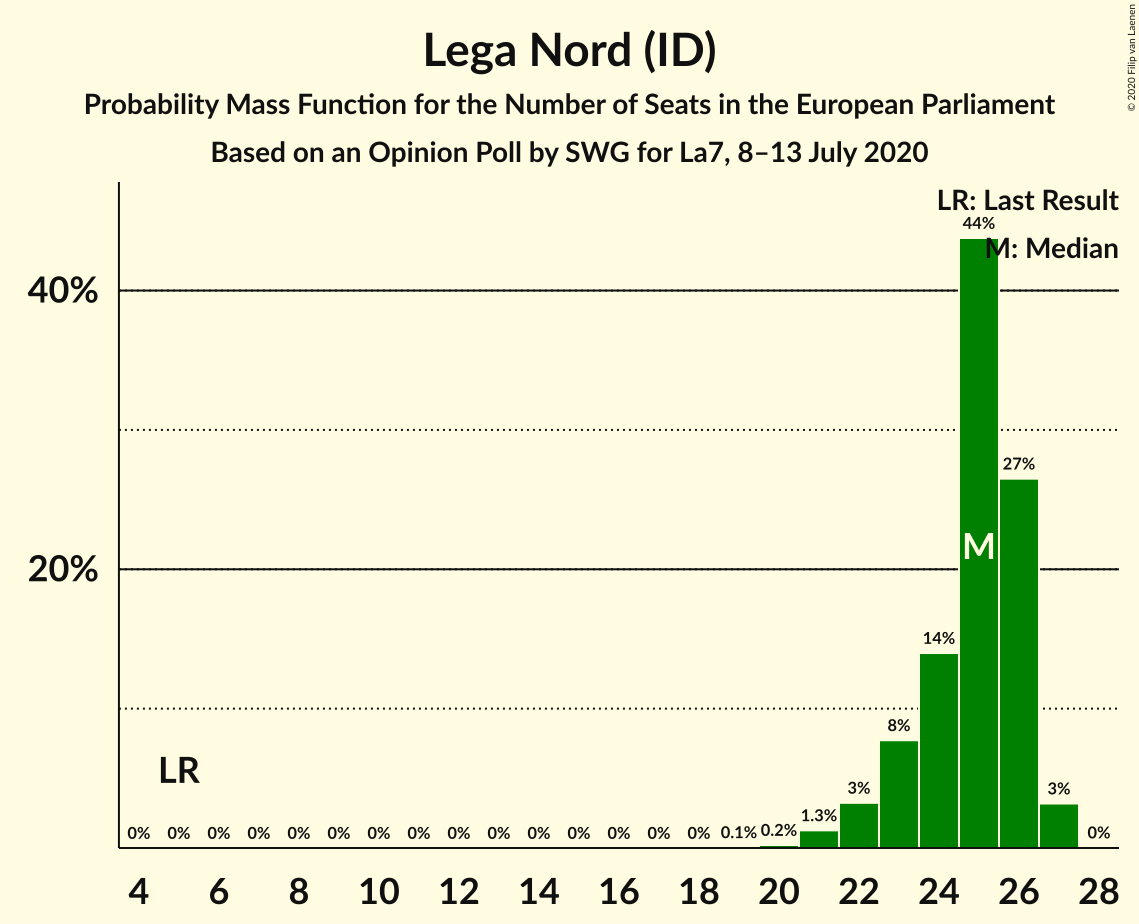 Lega Nord (ID)
Probability Mass Function for the Number of Seats in the European Parliament
Based on an Opinion Poll by SWG for La7, 8–13 July 2020
© 2020 Filip van Laenen
LR: Last Result
M: Median
40%
20%
LR
M
0% 0% 0% 0% 0% 0% 0% 0% 0% 0% 0% 0% 0% 0% 0% 0.1% 0.2% 1.3% 3% 8% 14% 44% 27% 3% 0%
4 6 8 10 12 14 16 18 20 22 24 26 28